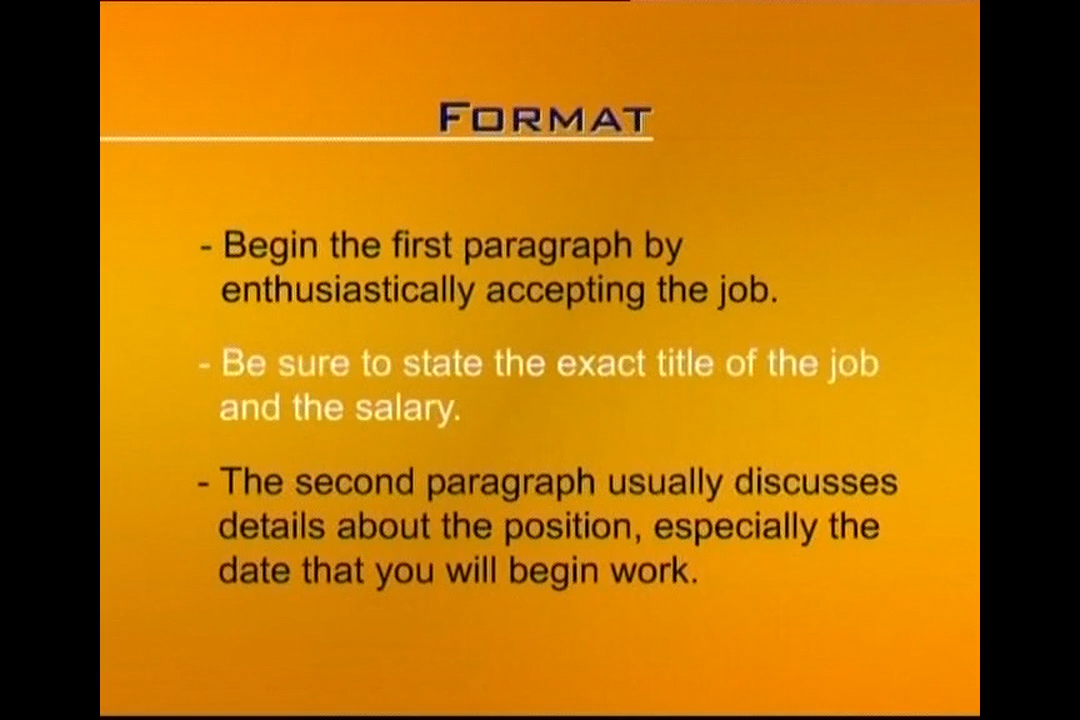 FORMAT
- Begin the first paragraph by
enthusiastically accepting the job.
- Be sure to state the exact title of the job
and the salary.
- The second paragraph usually discusses
details about the position, especially the
date that you will begin work.